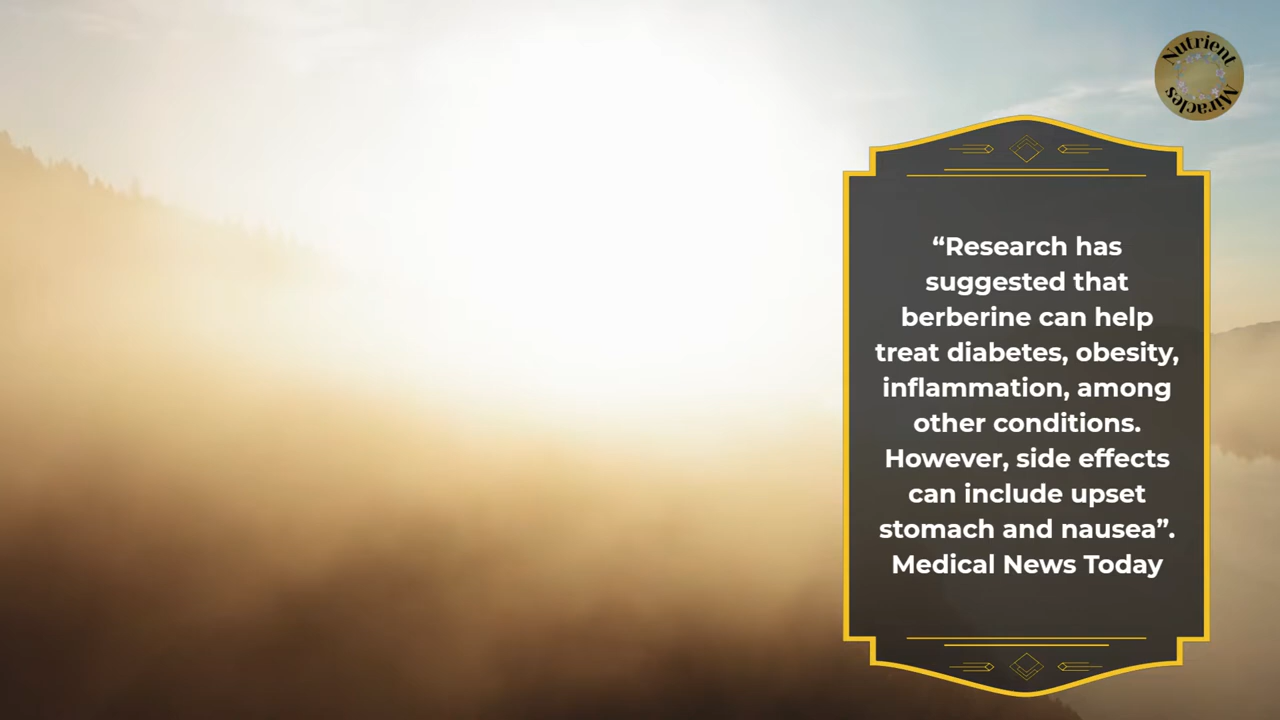 Nutrient
Miracles
“Research has
suggested that
berberine can help
treat diabetes, obesity,
inflammation, among
other conditions.
However, side effects
can include upset
stomach and nausea”.
Medical News Today